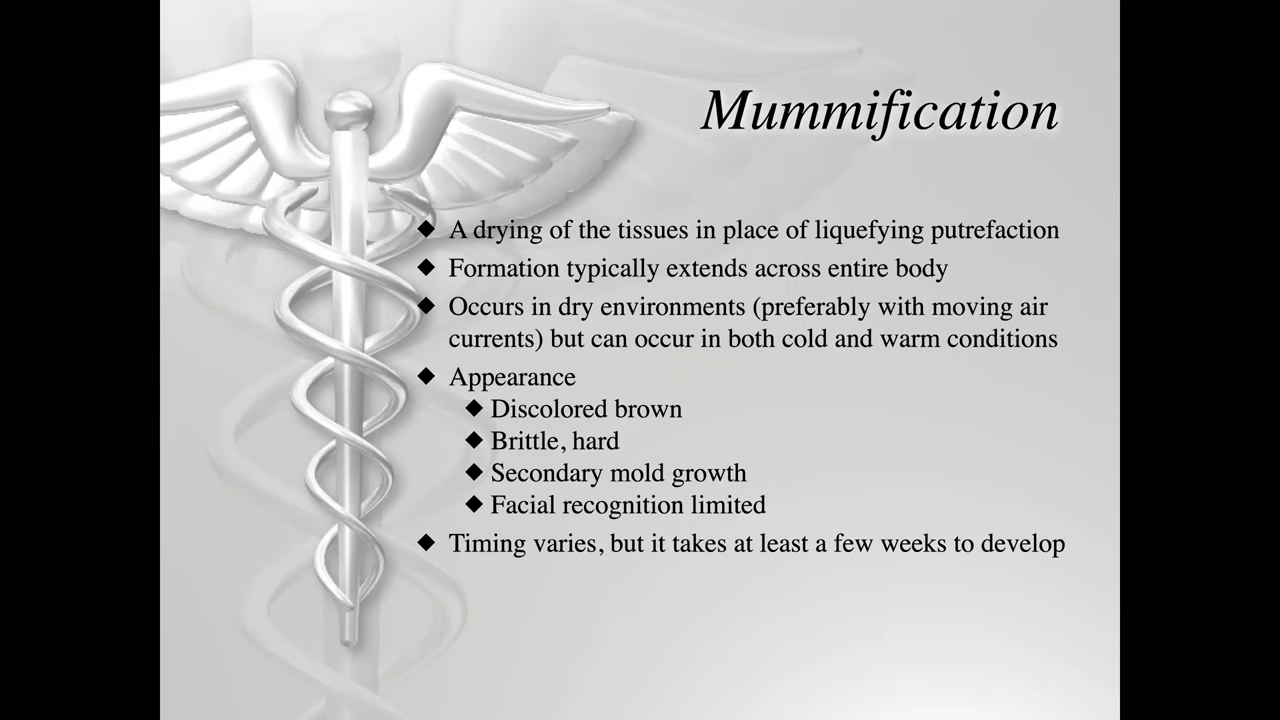 Mummification
◆ A drying of the tissues in place of liquefying putrefaction
◆ Formation typically extends across entire body
◆ Occurs in dry environments (preferably with moving air
currents) but can occur in both cold and warm conditions
◆ Appearance
◆ Discolored brown
◆ Brittle, hard
◆ Secondary mold growth
◆ Facial recognition limited
◆ Timing varies, but it takes at least a few weeks to develop